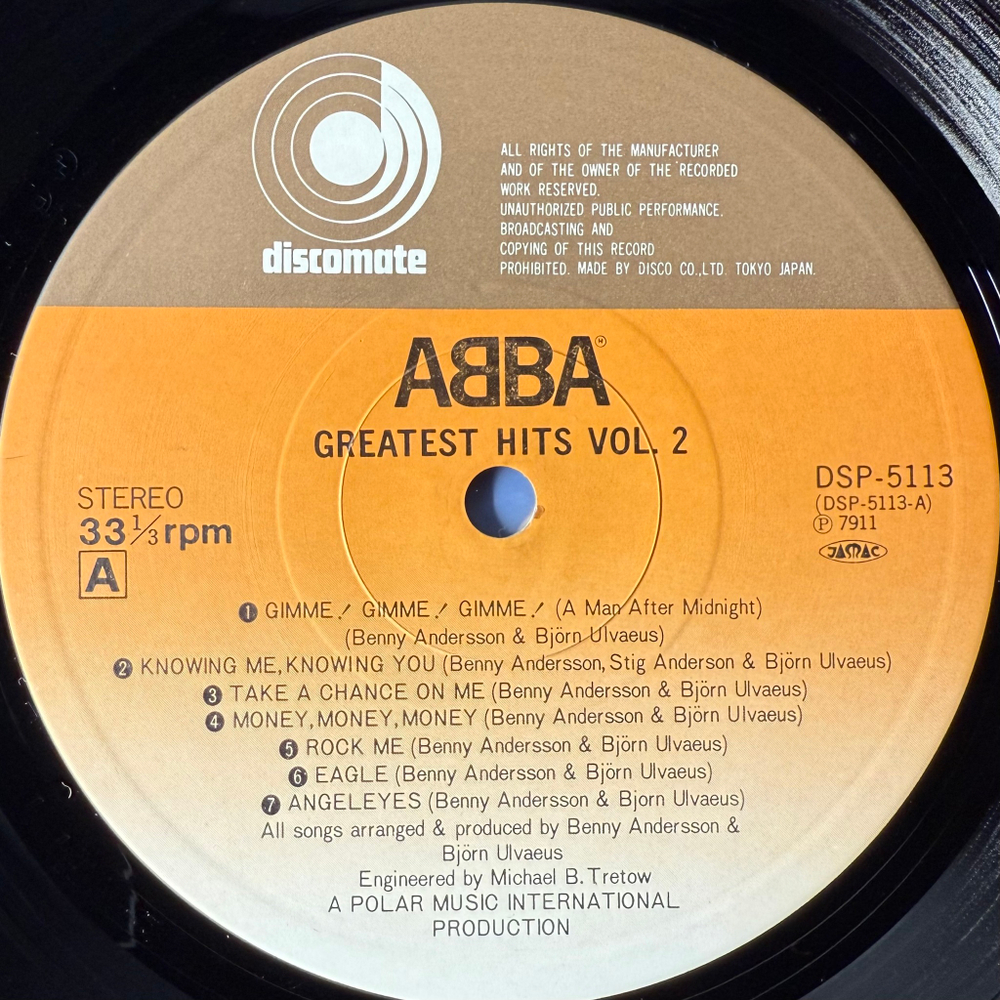 discomate
ALL RIGHTS OF THE MANUFACTURER
AND OF THE OWNER OF THE RECORDED
WORK RESERVED.
UNAUTHORIZED PUBLIC PERFORMANCE,
BROADCASTING AND
COPYING OF THIS RECORD
PROHIBITED. MADE BY DISCO CO.,LTD. TOKYO JAPAN.
ABBA
GREATEST HITS VOL. 2
STEREO
33 1/3 rpm
A
DSP-5113
(DSP-5113-A)
Ⓟ 7911
JASRAC
❶ GIMME! GIMME! GIMME! (A Man After Midnight)
(Benny Andersson & Björn Ulvaeus)
❷ KNOWING ME, KNOWING YOU (Benny Andersson, Stig Anderson & Björn Ulvaeus)
❸ TAKE A CHANCE ON ME (Benny Andersson & Björn Ulvaeus)
❹ MONEY, MONEY, MONEY (Benny Andersson & Björn Ulvaeus)
❺ ROCK ME (Benny Andersson & Björn Ulvaeus)
❻ EAGLE (Benny Andersson & Björn Ulvaeus)
❼ ANGELEYES (Benny Andersson & Bjorn Ulvaeus)
All songs arranged & produced by Benny Andersson &
Björn Ulvaeus
Engineered by Michael B. Tretow
A POLAR MUSIC INTERNATIONAL
PRODUCTION